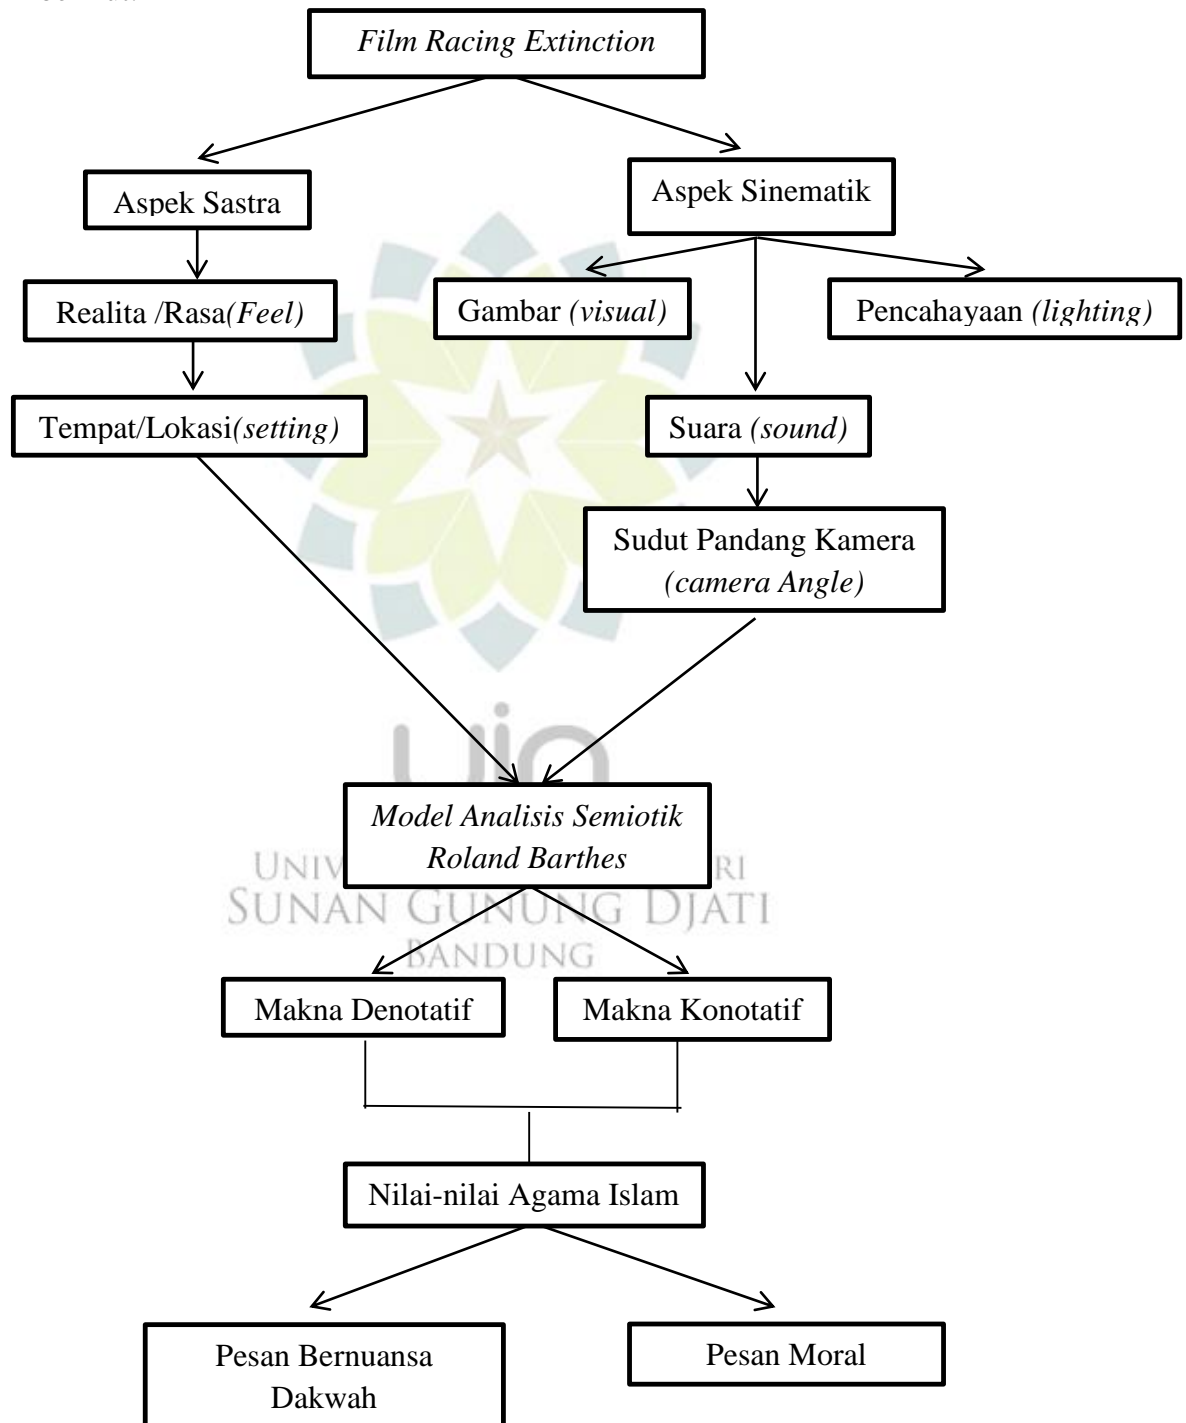 Film Racing Extinction
Aspek Sastra
Aspek Sinematik
Realita /Rasa(Feel)
Gambar (visual)
Pencahayaan (lighting)
Tempat/Lokasi(setting)
Suara (sound)
Sudut Pandang Kamera
(camera Angle)
uin
Model Analisis Semiotik
Roland Barthes
SUNAN GUNUNG DJATI
BANDUNG
Makna Denotatif
Makna Konotatif
Nilai-nilai Agama Islam
Pesan Bernuansa
Dakwah
Pesan Moral